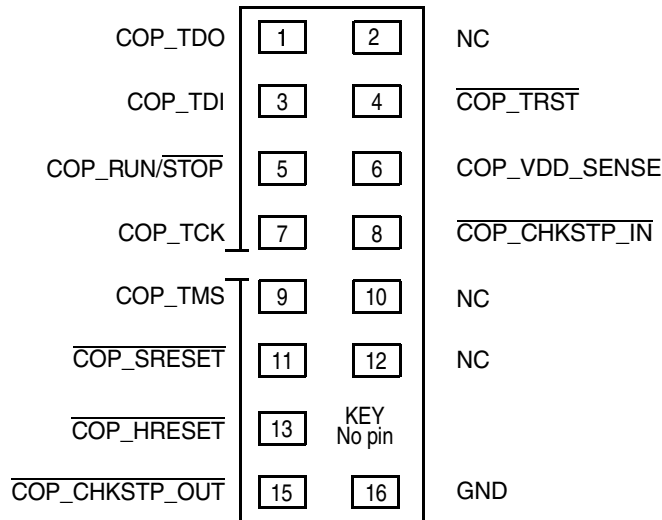 COP_TDO 1 2 NC
COP_TDI 3 4 COP_TRST
COP_RUN/STOP 5 6 COP_VDD_SENSE
COP_TCK 7 8 COP_CHKSTP_IN
COP_TMS 9 10 NC
COP_SRESET 11 12 NC
COP_HRESET 13 KEY
No pin
COP_CHKSTP_OUT 15 16 GND